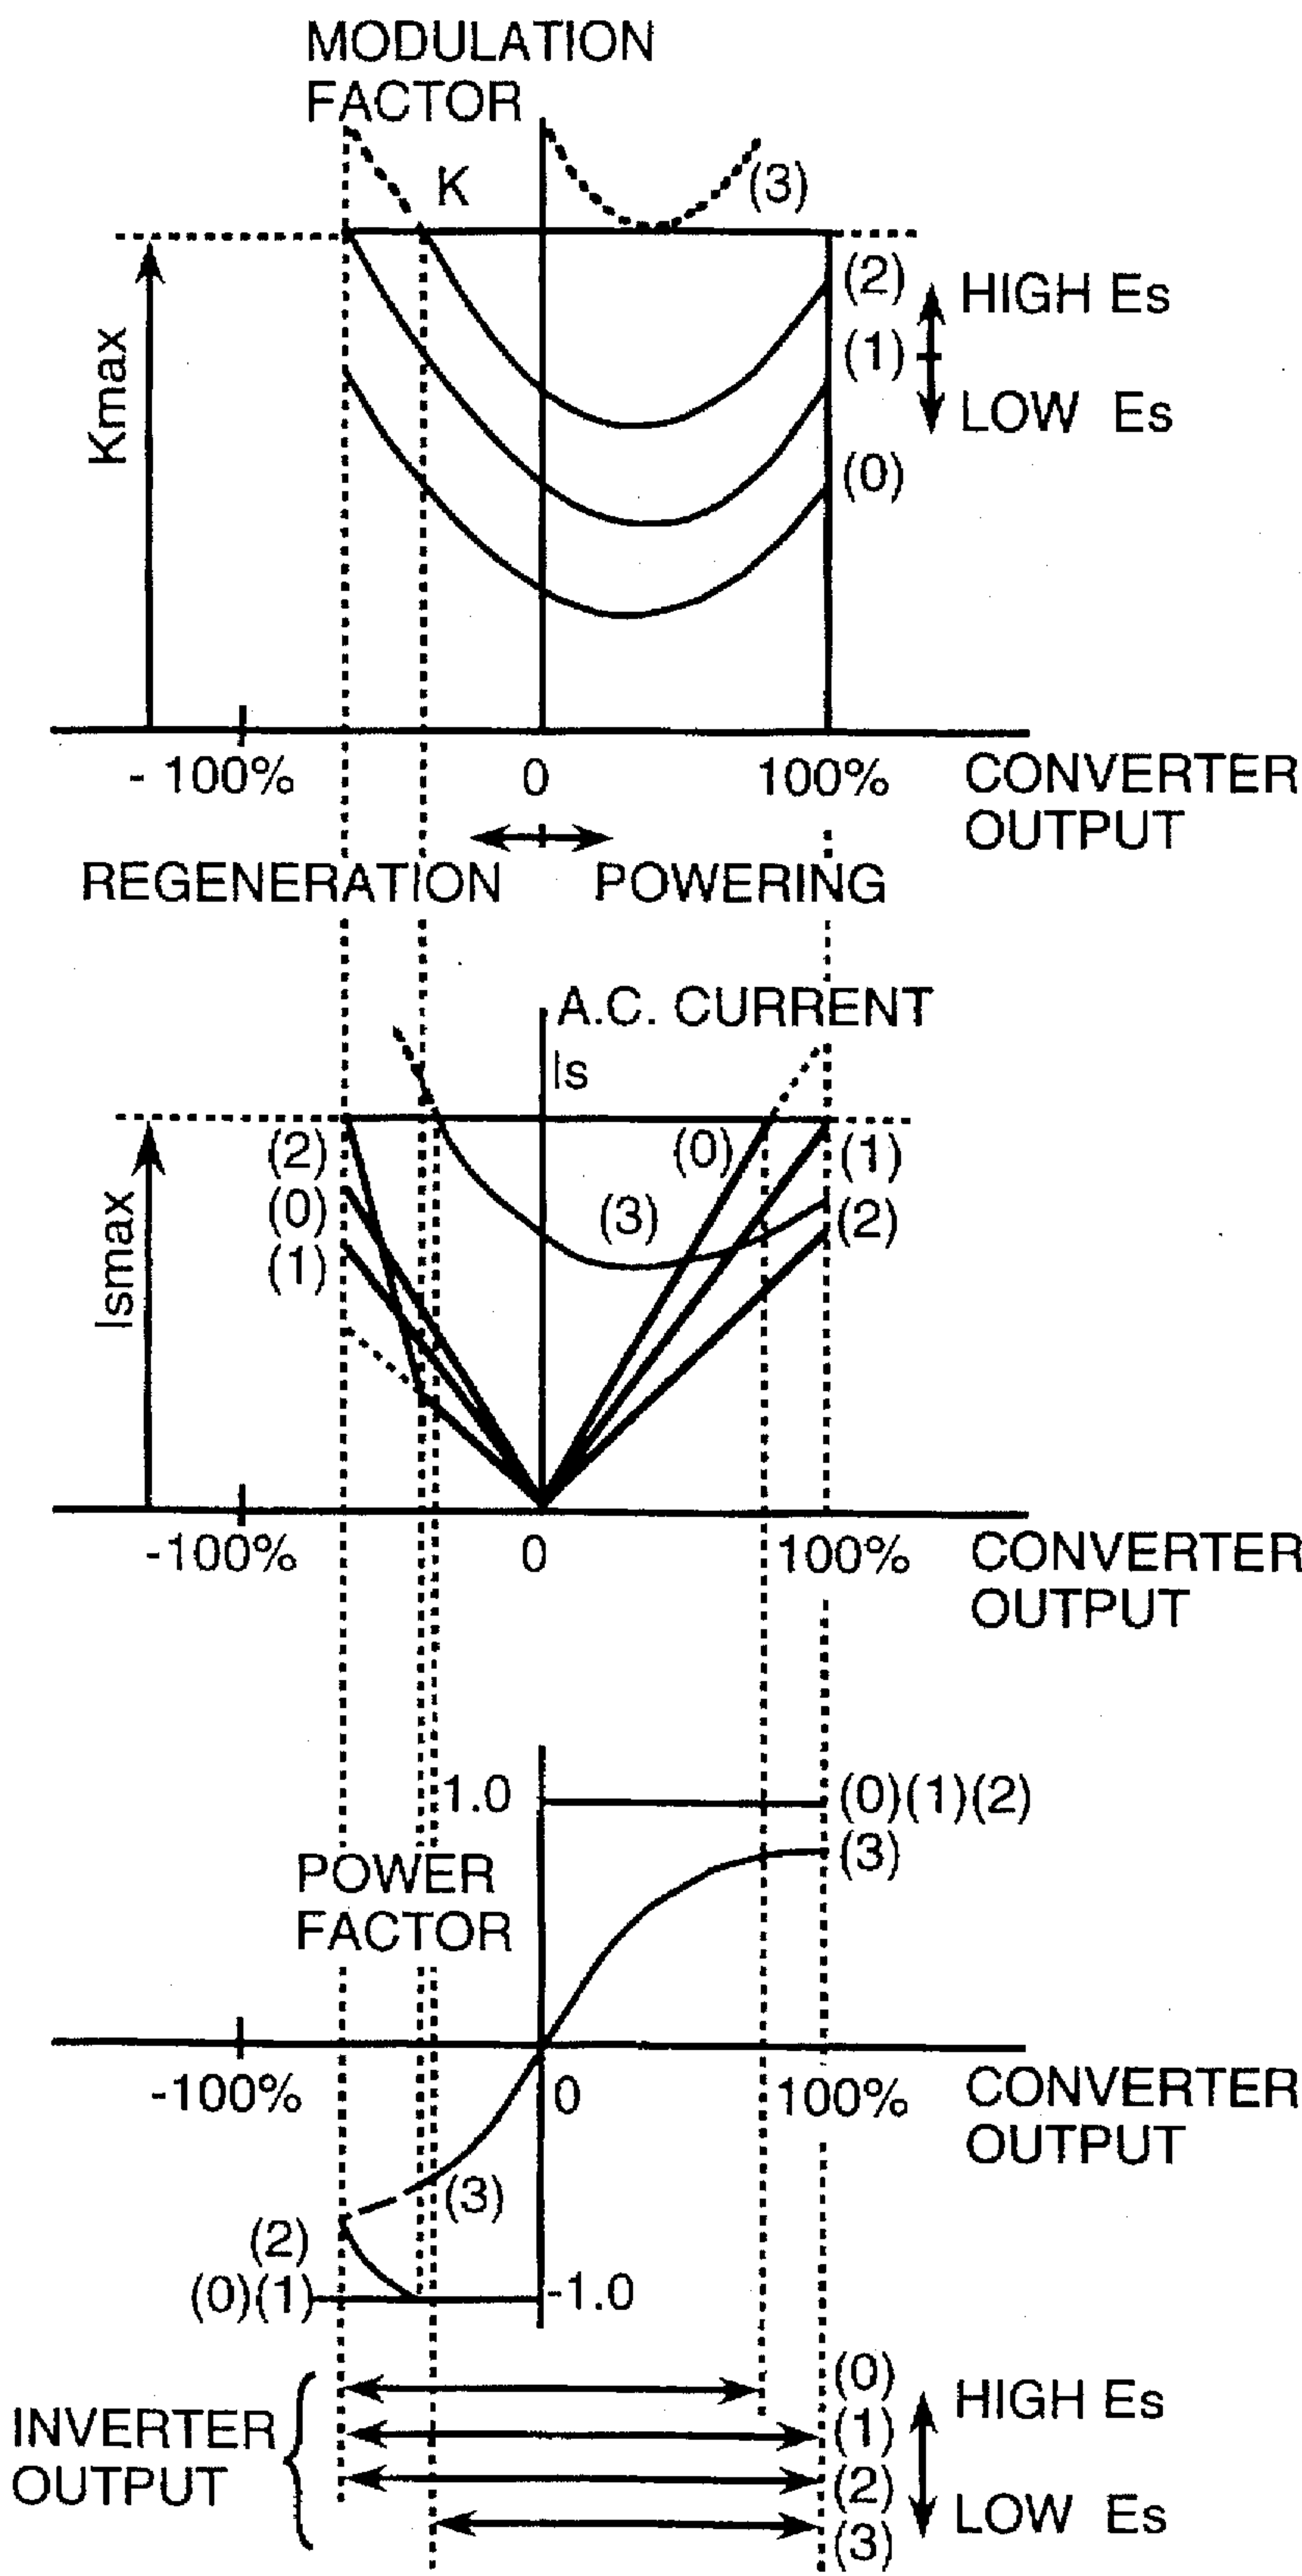 MODULATION
FACTOR
K
(3)
Kmax
(2)
(1)
(0)
HIGH Es
LOW Es
- 100%
0
100%
CONVERTER
OUTPUT
REGENERATION
POWERING
A.C. CURRENT
Is
Ismax
(2)
(0)
(1)
(0)
(3)
(1)
(2)
-100%
0
100%
CONVERTER
OUTPUT
1.0
(0)(1)(2)
(3)
POWER
FACTOR
-100%
0
100%
CONVERTER
OUTPUT
(3)
(2)
(0)(1)
-1.0
INVERTER
OUTPUT
(0)
(1)
(2)
(3)
HIGH Es
LOW Es